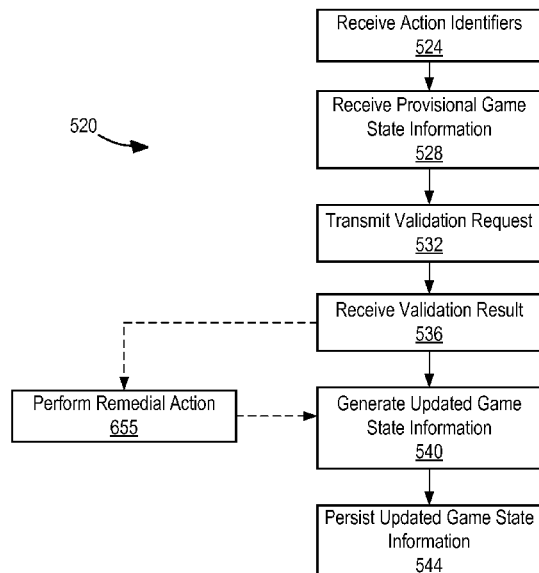 Receive Action Identifiers
524
Receive Provisional Game
State Information
528
520
Transmit Validation Request
532
Receive Validation Result
536
Perform Remedial Action
655
Generate Updated Game
State Information
540
Persist Updated Game State
Information
544